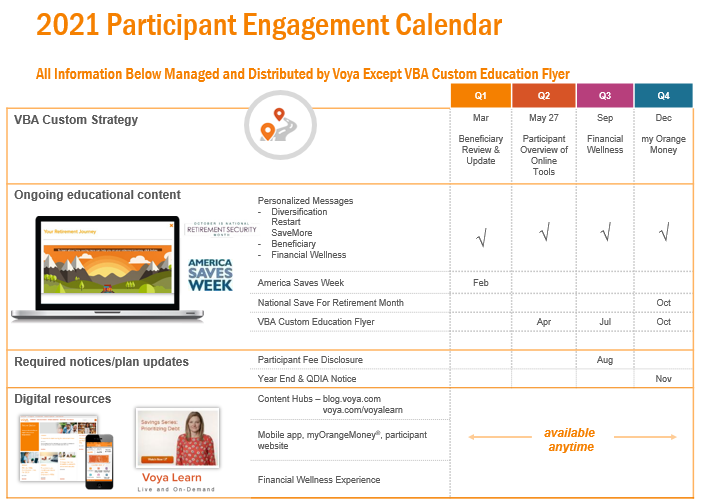 2021 Participant Engagement Calendar
All Information Below Managed and Distributed by Voya Except VBA Custom Education Flyer
Q1 Q2 Q3 Q4
VBA Custom Strategy
Mar May 27 Sep Dec
Beneficiary Review & Update
Participant Overview of Online Tools
Financial Wellness
my Orange Money
Ongoing educational content
Your Retirement Journey
OCTOBER IS NATIONAL
RETIREMENT SECURITY
MONTH
AMERICA
SAVES
WEEK
Personalized Messages
- Diversification
Restart
- SaveMore
- Beneficiary
- Financial Wellness
√ √ √ √
America Saves Week Feb
National Save For Retirement Month Oct
VBA Custom Education Flyer Apr Jul Oct
Required notices/plan updates
Participant Fee Disclosure Aug
Year End & QDIA Notice Nov
Digital resources
Savings Series:
Prioritizing Debt
Voya Learn
Live and On-Demand
Content Hubs – blog.voya.com
voya.com/voyalearn
Mobile app, myOrangeMoney®, participant
website
Financial Wellness Experience
available
anytime